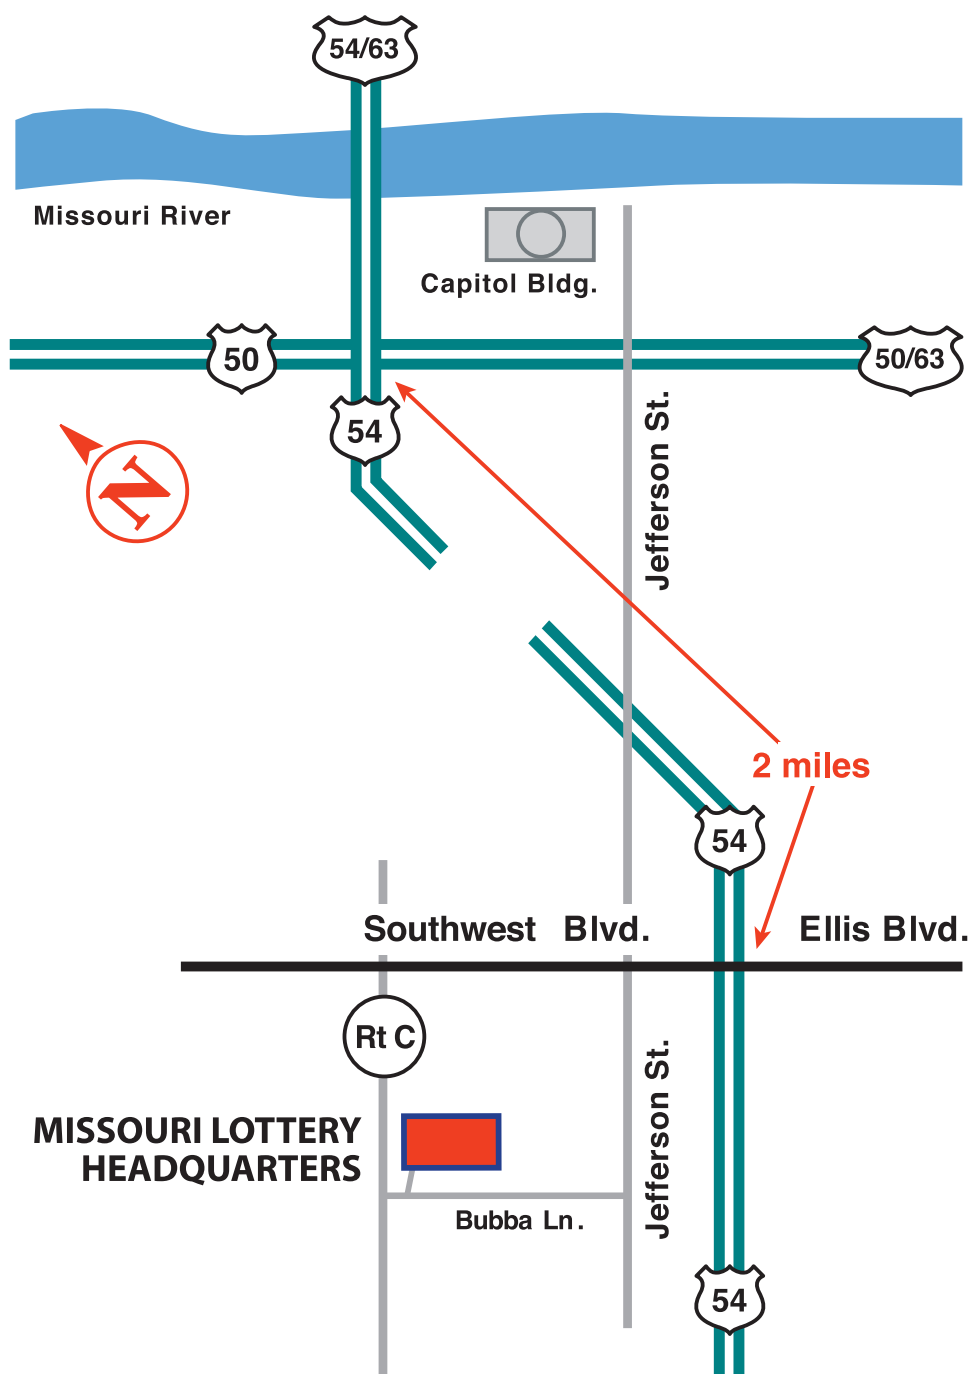 54/63
Missouri River
Capitol Bldg.
50
50/63
54
Jefferson St.
N
2 miles
54
Southwest Blvd.
Ellis Blvd.
Rt C
MISSOURI LOTTERY
HEADQUARTERS
Jefferson St.
Bubba Ln.
54